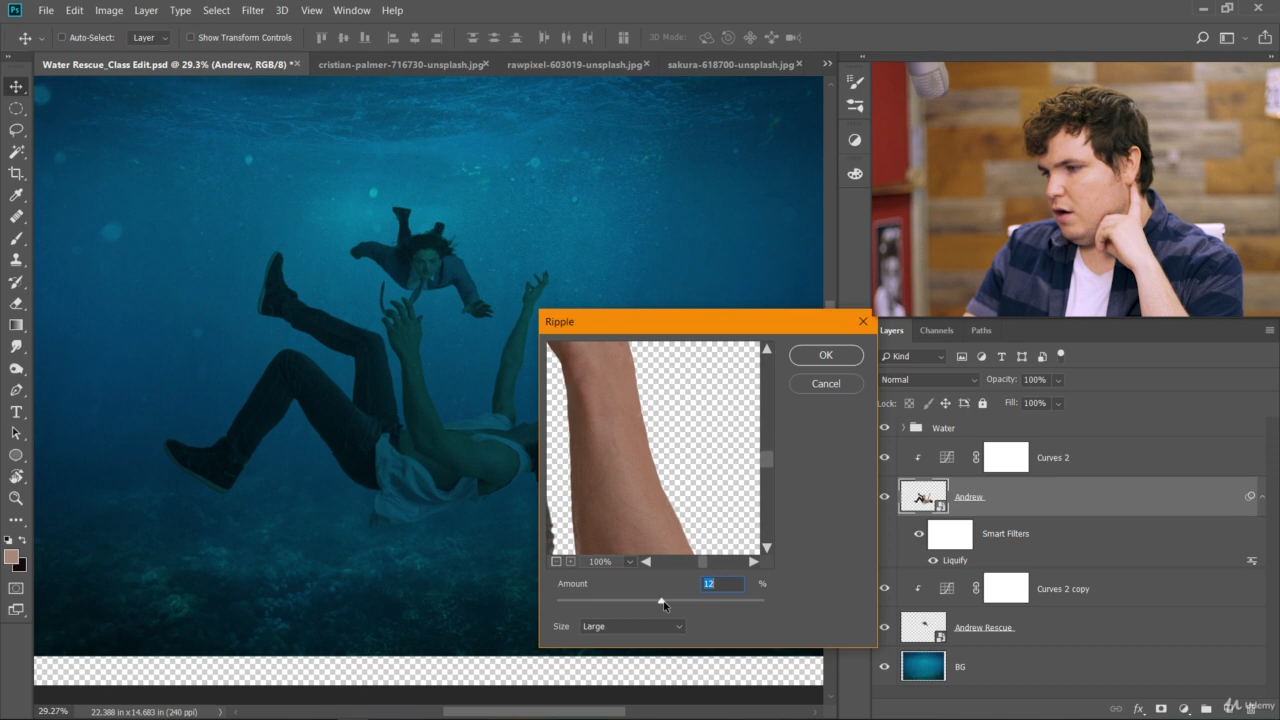 Ps File Edit Image Layer Type Select Filter 3D View Window Help
Auto-Select: Layer Show Transform Controls 3D Mode:
Water Rescue_Class Edit.psd @ 29.3% (Andrew, RGB/8) * cristian-palmer-716730-unsplash.jpg rawpixel-603019-unsplash.jpg sakura-618700-unsplash.jpg
Ripple
OK
Cancel
100%
Amount 12 %
Size Large
Layers Channels Paths
Kind
Normal Opacity: 100%
Lock: Fill: 100%
Water
Curves 2
Andrew
Smart Filters
Liquify
Curves 2 copy
Andrew Rescue
BG
29.27% 22.388 in x 14.683 in (240 ppi)
Udemy